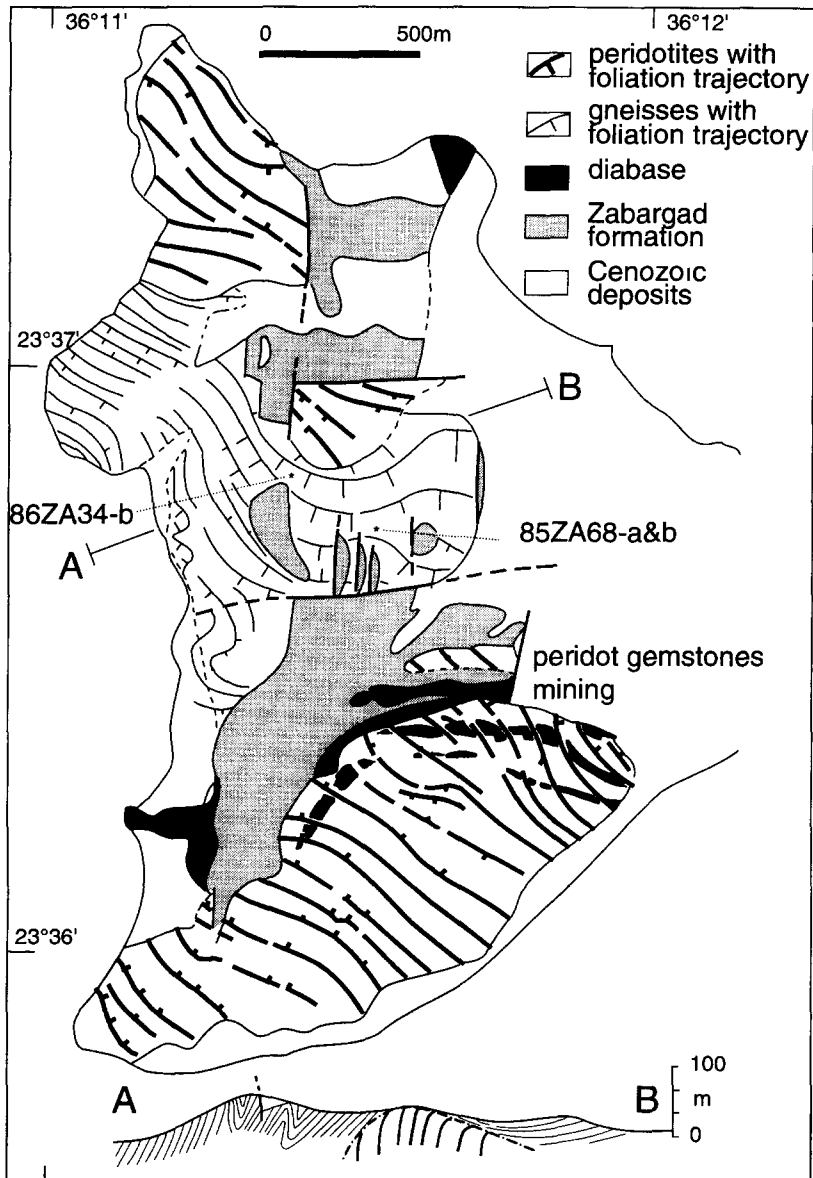 36°11'
36°12'
0 500m
peridotites with
foliation trajectory
gneisses with
foliation trajectory
diabase
Zabargad
formation
Cenozoic
deposits
23°37'
B
86ZA34-b
85ZA68-a&b
A
peridot gemstones
mining
23°36'
A
B
100
m
0